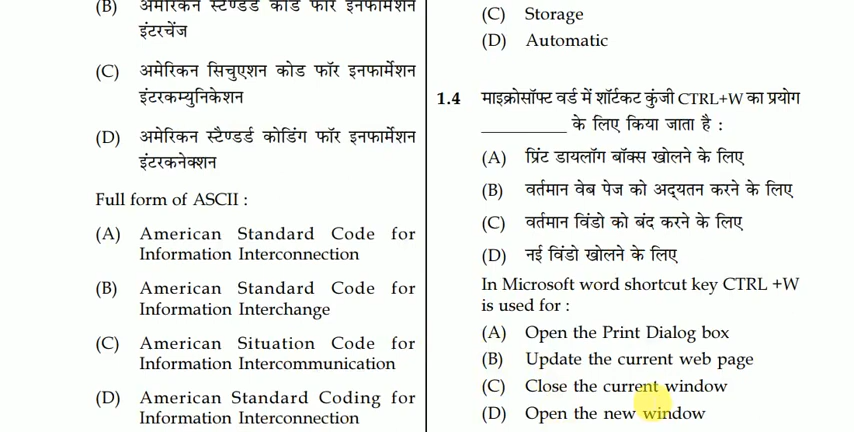 (B) अमेरिकन स्टैण्डर्ड कोड फॉर इनफार्मेशन
इंटरचेंज
(C) अमेरिकन सिचुएशन कोड फॉर इनफार्मेशन
इंटरकम्युनिकेशन
(D) अमेरिकन स्टैण्डर्ड कोडिंग फॉर इनफार्मेशन
इंटरकनेक्शन
Full form of ASCII :
(A) American Standard Code for
Information Interconnection
(B) American Standard Code for
Information Interchange
(C) American Situation Code for
Information Intercommunication
(D) American Standard Coding for
Information Interconnection
(C) Storage
(D) Automatic
1.4 माइक्रोसॉफ्ट वर्ड में शॉर्टकट कुंजी CTRL+W का प्रयोग
__________ के लिए किया जाता है :
(A) प्रिंट डायलॉग बॉक्स खोलने के लिए
(B) वर्तमान वेब पेज को अद्यतन करने के लिए
(C) वर्तमान विंडो को बंद करने के लिए
(D) नई विंडो खोलने के लिए
In Microsoft word shortcut key CTRL +W
is used for :
(A) Open the Print Dialog box
(B) Update the current web page
(C) Close the current window
(D) Open the new window